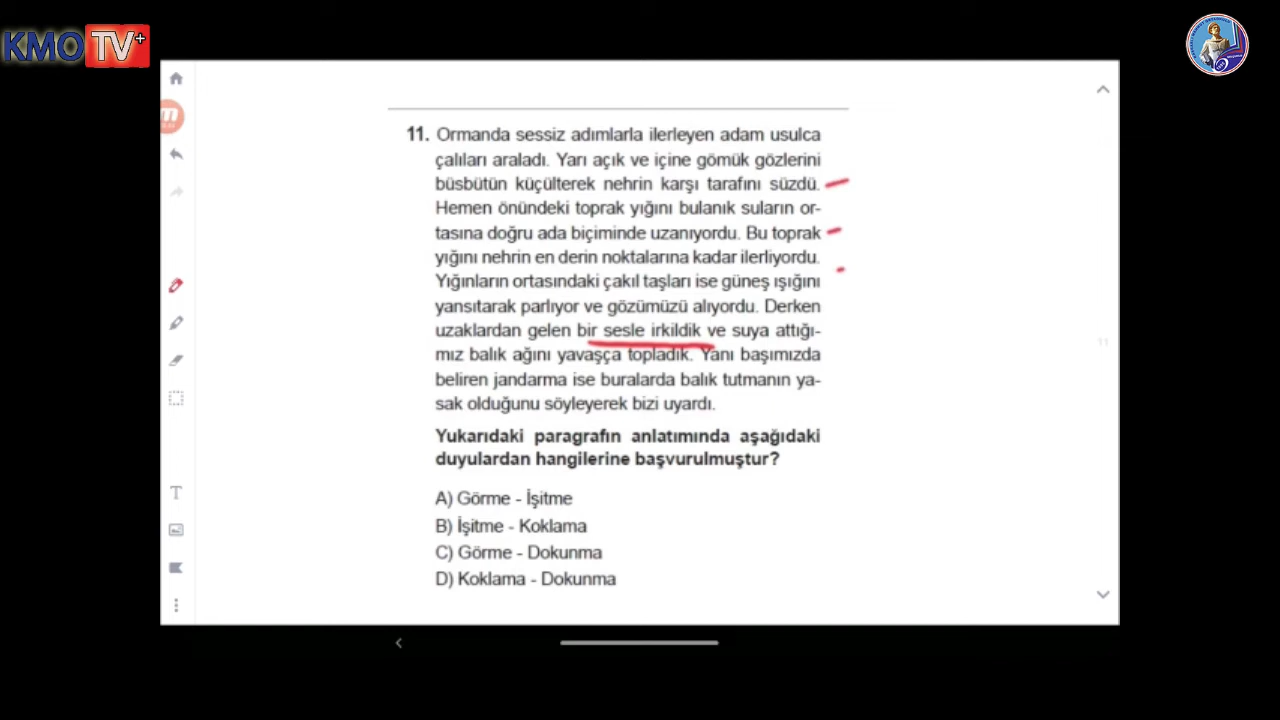 KMO TV+
11. Ormanda sessiz adımlarla ilerleyen adam usulca
çalıları araladı. Yarı açık ve içine gömük gözlerini
büsbütün küçülterek nehrin karşı tarafını süzdü.
Hemen önündeki toprak yığını bulanık suların or-
tasına doğru ada biçiminde uzanıyordu. Bu toprak
yığını nehrin en derin noktalarına kadar ilerliyordu.
Yığınların ortasındaki çakıl taşları ise güneş ışığını
yansıtarak parlıyor ve gözümüzü alıyordu. Derken
uzaklardan gelen bir sesle irkildik ve suya attığı-
mız balık ağını yavaşça topladık. Yanı başımızda
beliren jandarma ise buralarda balık tutmanın ya-
sak olduğunu söyleyerek bizi uyardı.
Yukarıdaki paragrafın anlatımında aşağıdaki
duyulardan hangilerine başvurulmuştur?
A) Görme - İşitme
B) İşitme - Koklama
C) Görme - Dokunma
D) Koklama - Dokunma
11
T